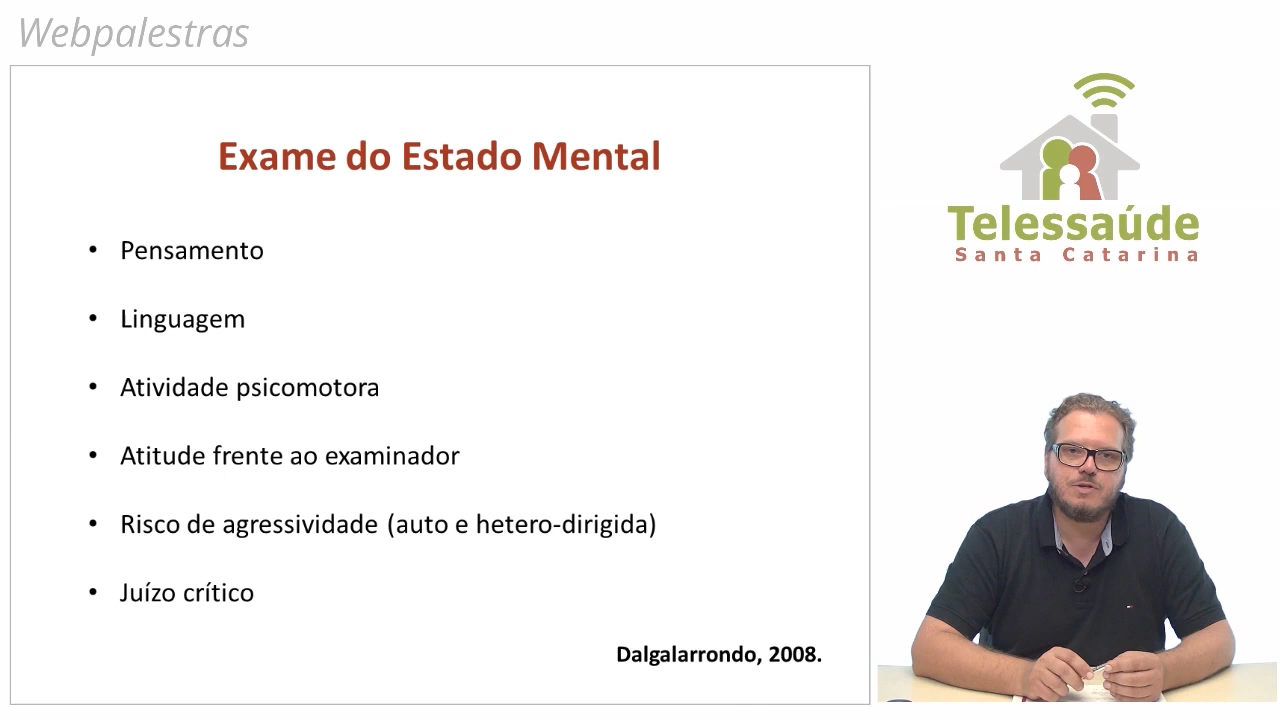 Webpalestras
Exame do Estado Mental
• Pensamento
• Linguagem
• Atividade psicomotora
• Atitude frente ao examinador
• Risco de agressividade (auto e hetero-dirigida)
• Juízo crítico
Dalgalarrondo, 2008.
Telessaúde
Santa Catarina